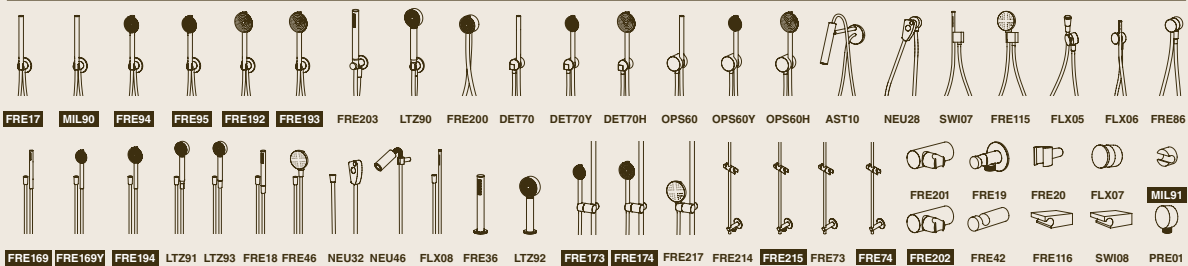 FRE17 MIL90 FRE94 FRE95 FRE192 FRE193 FRE203 LTZ90 FRE200 DET70 DET70Y DET70H OPS60 OPS60Y OPS60H AST10 NEU28 SWI07 FRE115 FLX05 FLX06 FRE86
FRE201 FRE19 FRE20 FLX07 MIL91
FRE169 FRE169Y FRE194 LTZ91 LTZ93 FRE18 FRE46 NEU32 NEU46 FLX08 FRE36 LTZ92 FRE173 FRE174 FRE217 FRE214 FRE215 FRE73 FRE74 FRE202 FRE42 FRE116 SWI08 PRE01